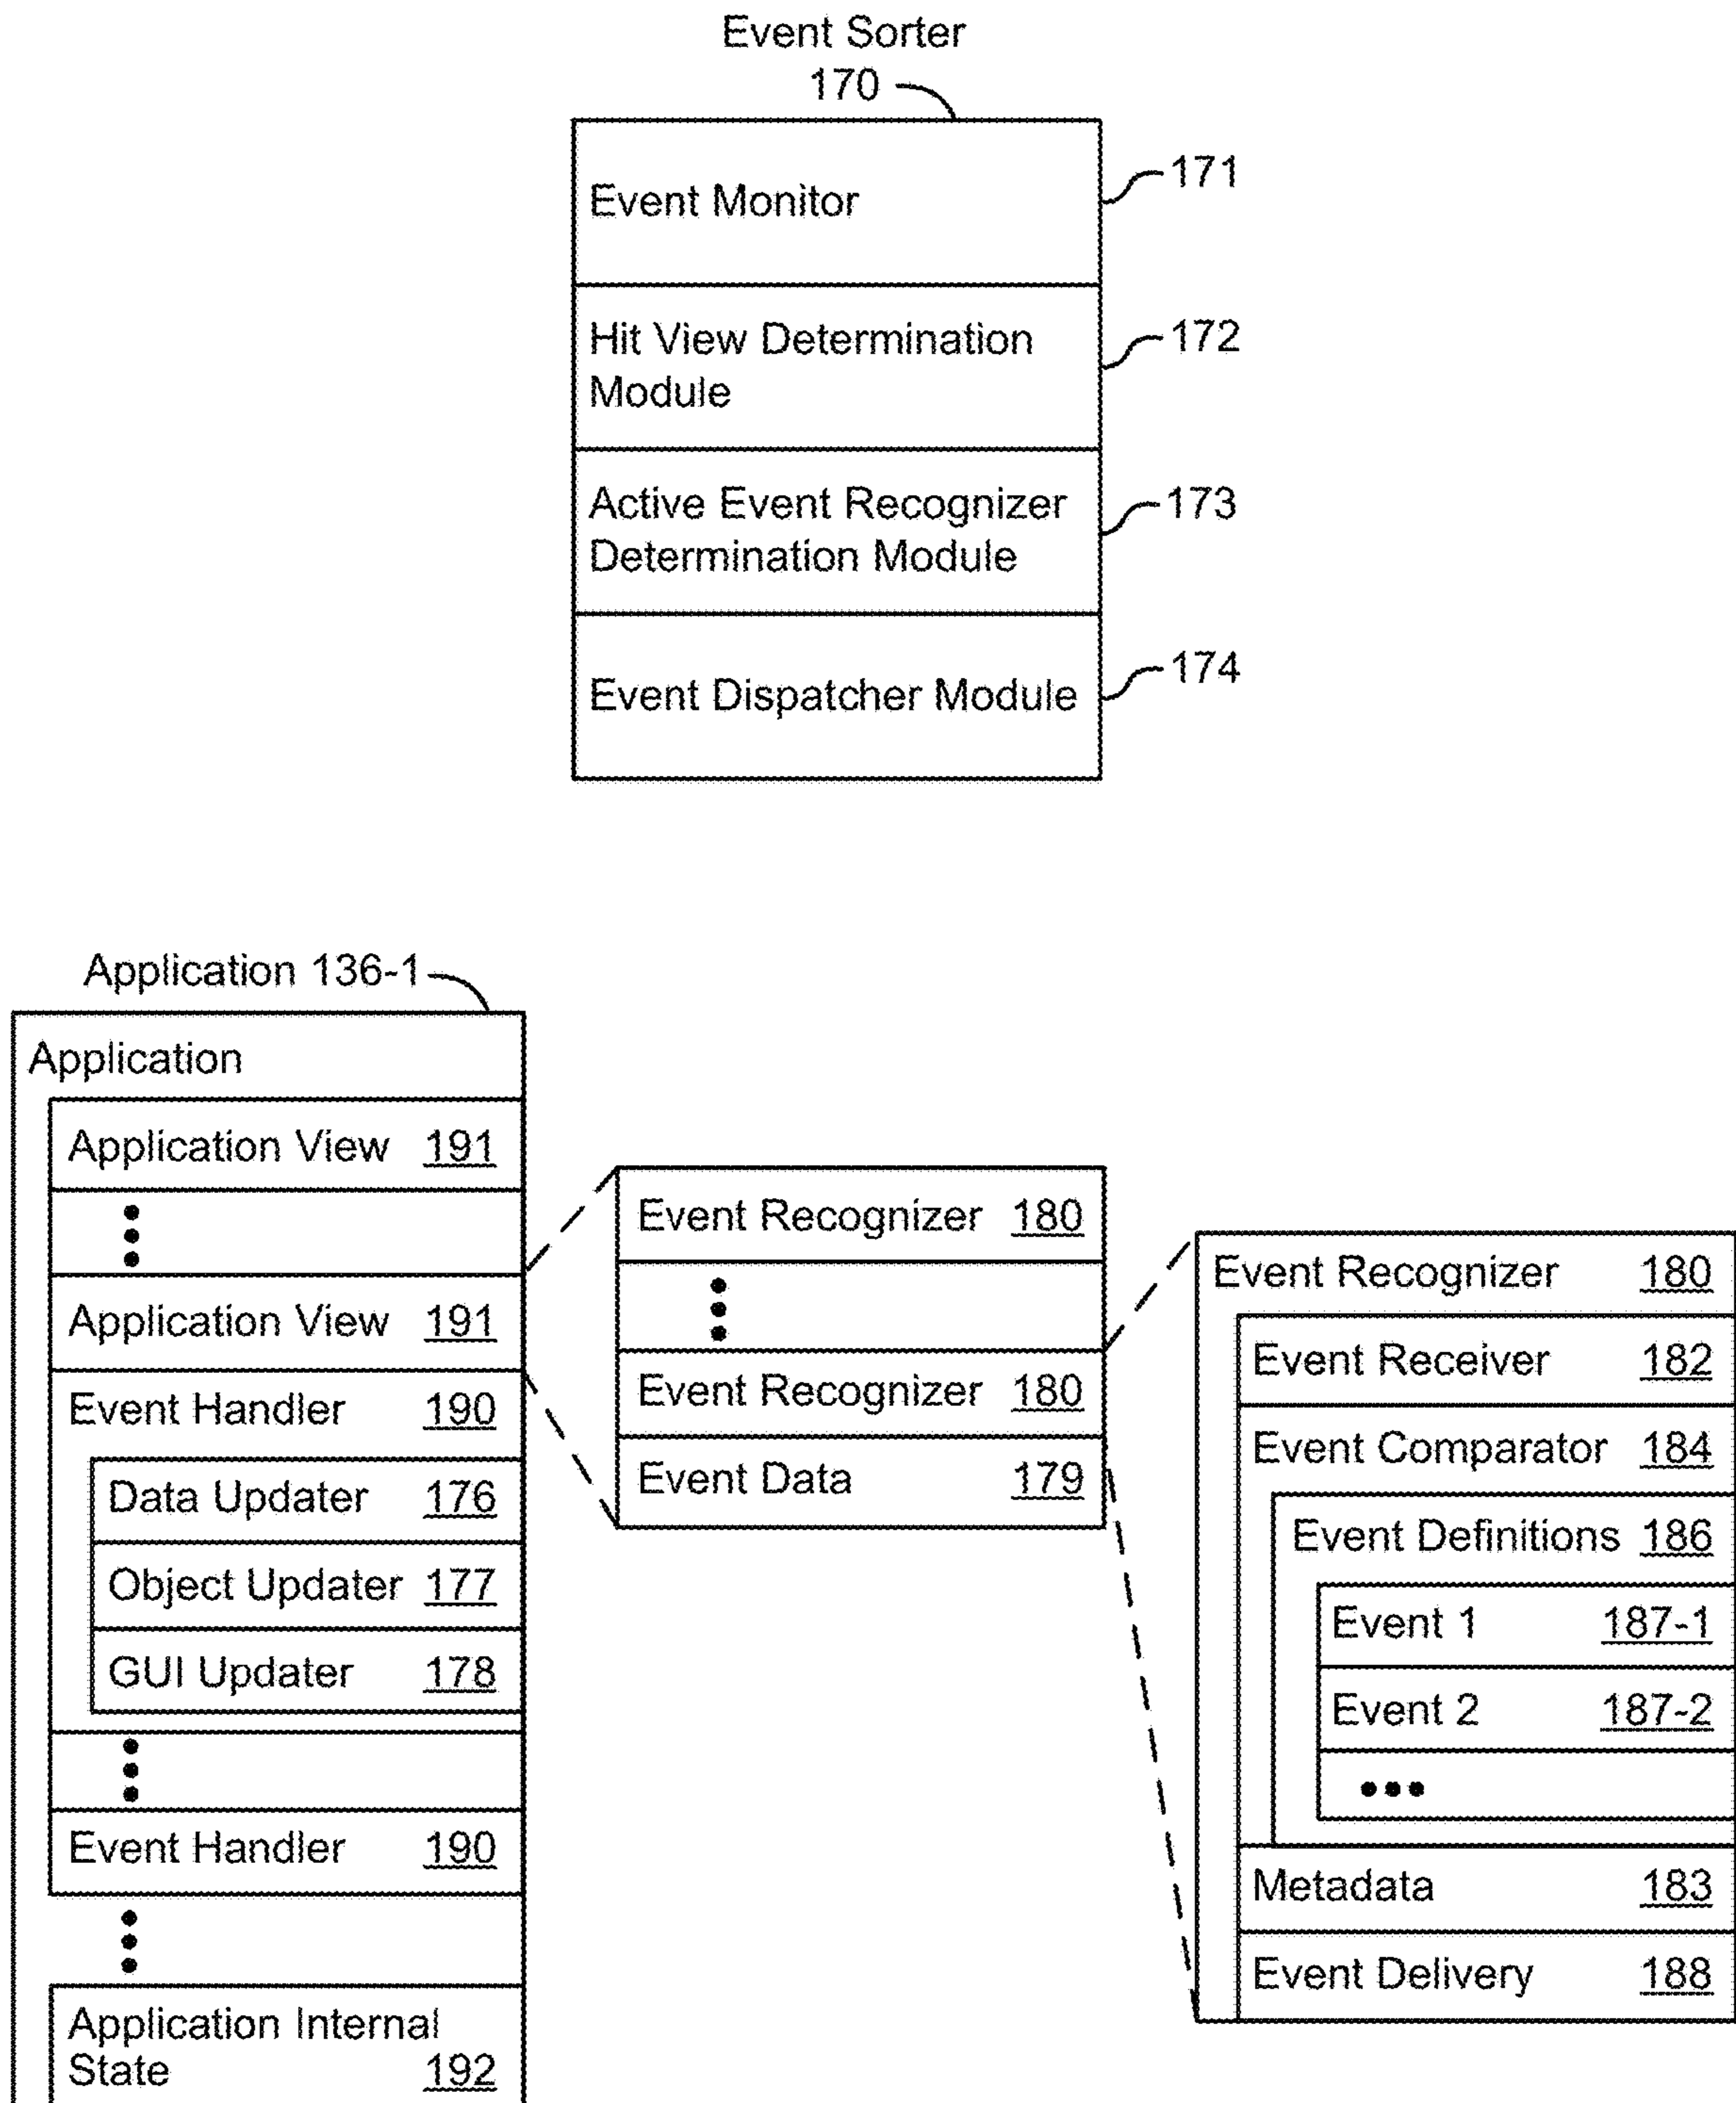 Event Sorter
170
Event Monitor
171
Hit View Determination
Module
172
Active Event Recognizer
Determination Module
173
Event Dispatcher Module
174
Application 136-1
Application
Application View 191
Application View 191
Event Handler 190
Data Updater 176
Object Updater 177
GUI Updater 178
Event Handler 190
Application Internal
State 192
Event Recognizer 180
Event Recognizer 180
Event Data 179
Event Recognizer 180
Event Receiver 182
Event Comparator 184
Event Definitions 186
Event 1 187-1
Event 2 187-2
Metadata 183
Event Delivery 188